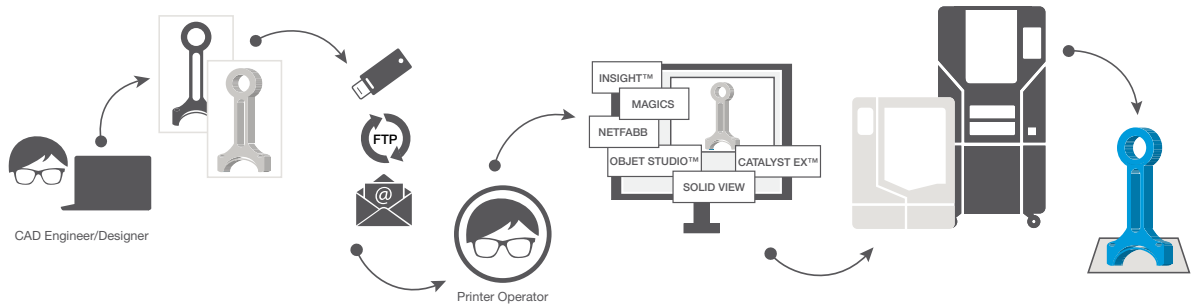 CAD Engineer/Designer
FTP
@
Printer Operator
INSIGHT™
MAGICS
NETFABB
OBJET STUDIO™
CATALYST EX™
SOLID VIEW